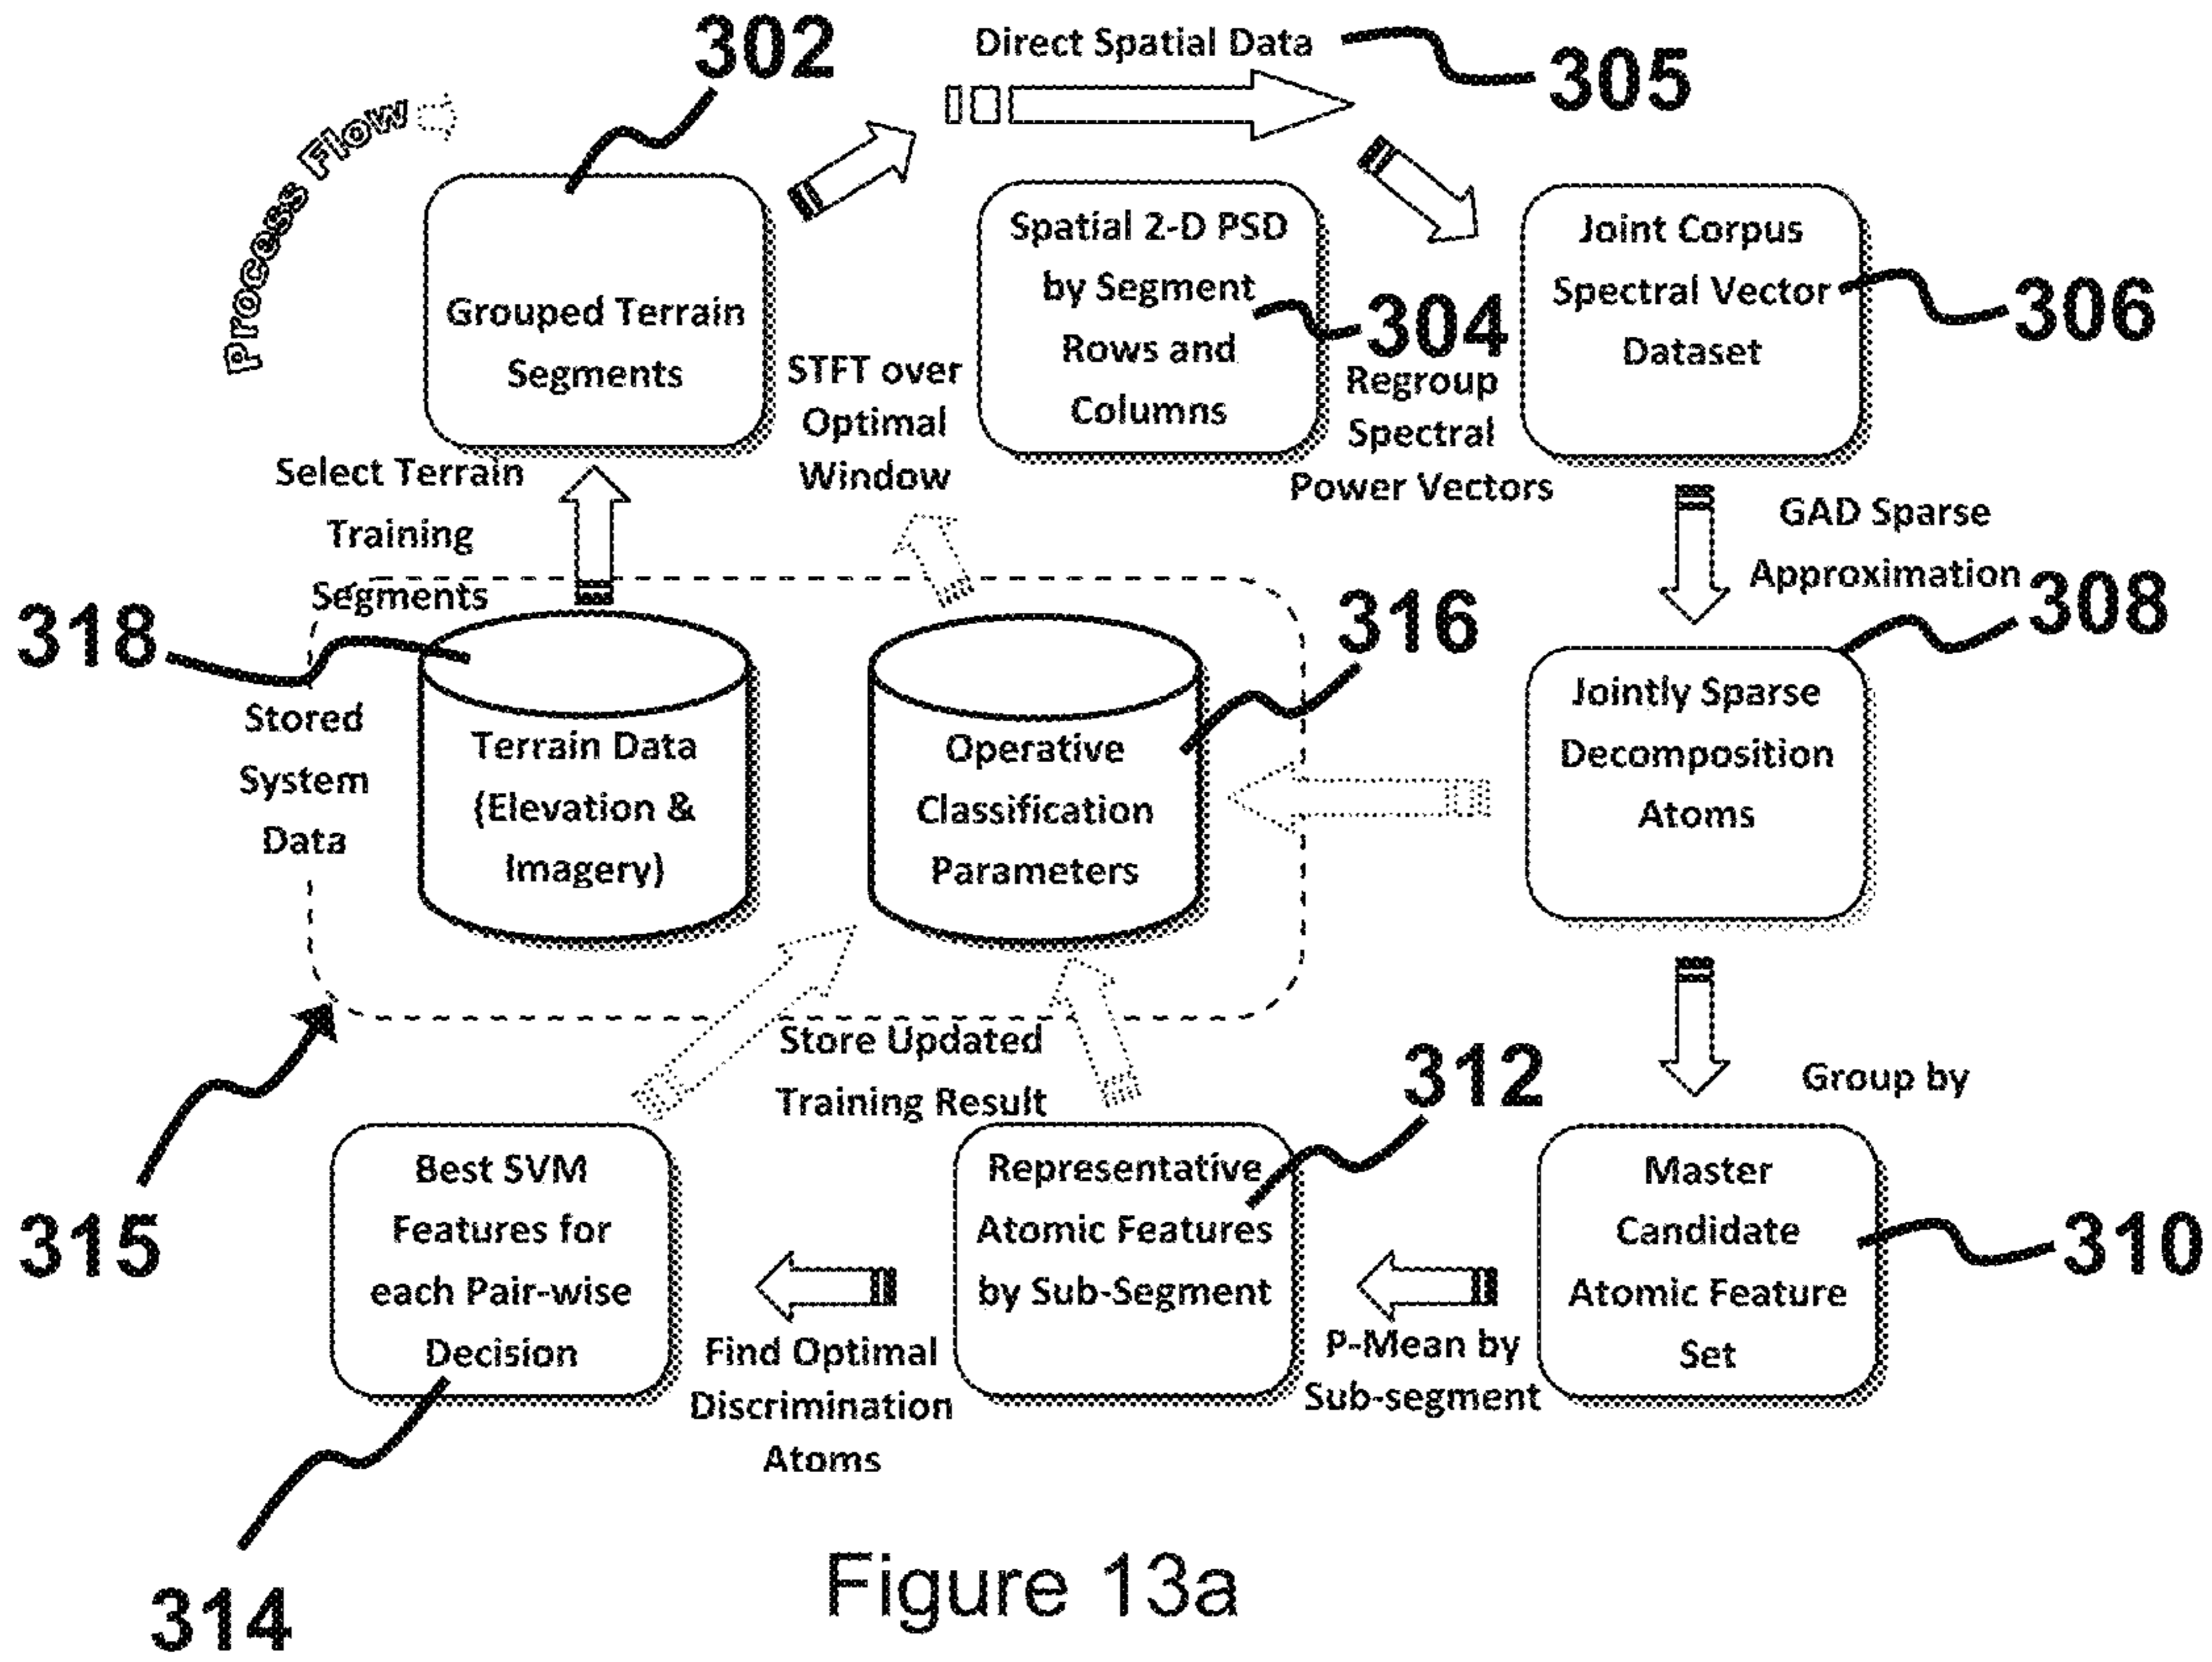 302
Direct Spatial Data
305
Process Flow
Grouped Terrain
Segments
Spatial 2-D PSD
by Segment
Rows and
Columns
304
Joint Corpus
Spectral Vector
Dataset
306
STFT over
Optimal
Window
Regroup
Spectral
Power Vectors
Select Terrain
Training
Segments
GAD Sparse
Approximation
318
316
308
Stored
System
Data
Terrain Data
(Elevation &
Imagery)
Operative
Classification
Parameters
Jointly Sparse
Decomposition
Atoms
Store Updated
Training Result
312
Group by
315
Best SVM
Features for
each Pair-wise
Decision
Representative
Atomic Features
by Sub-Segment
Master
Candidate
Atomic Feature
Set
310
Find Optimal
Discrimination
Atoms
P-Mean by
Sub-segment
314
Figure 13a